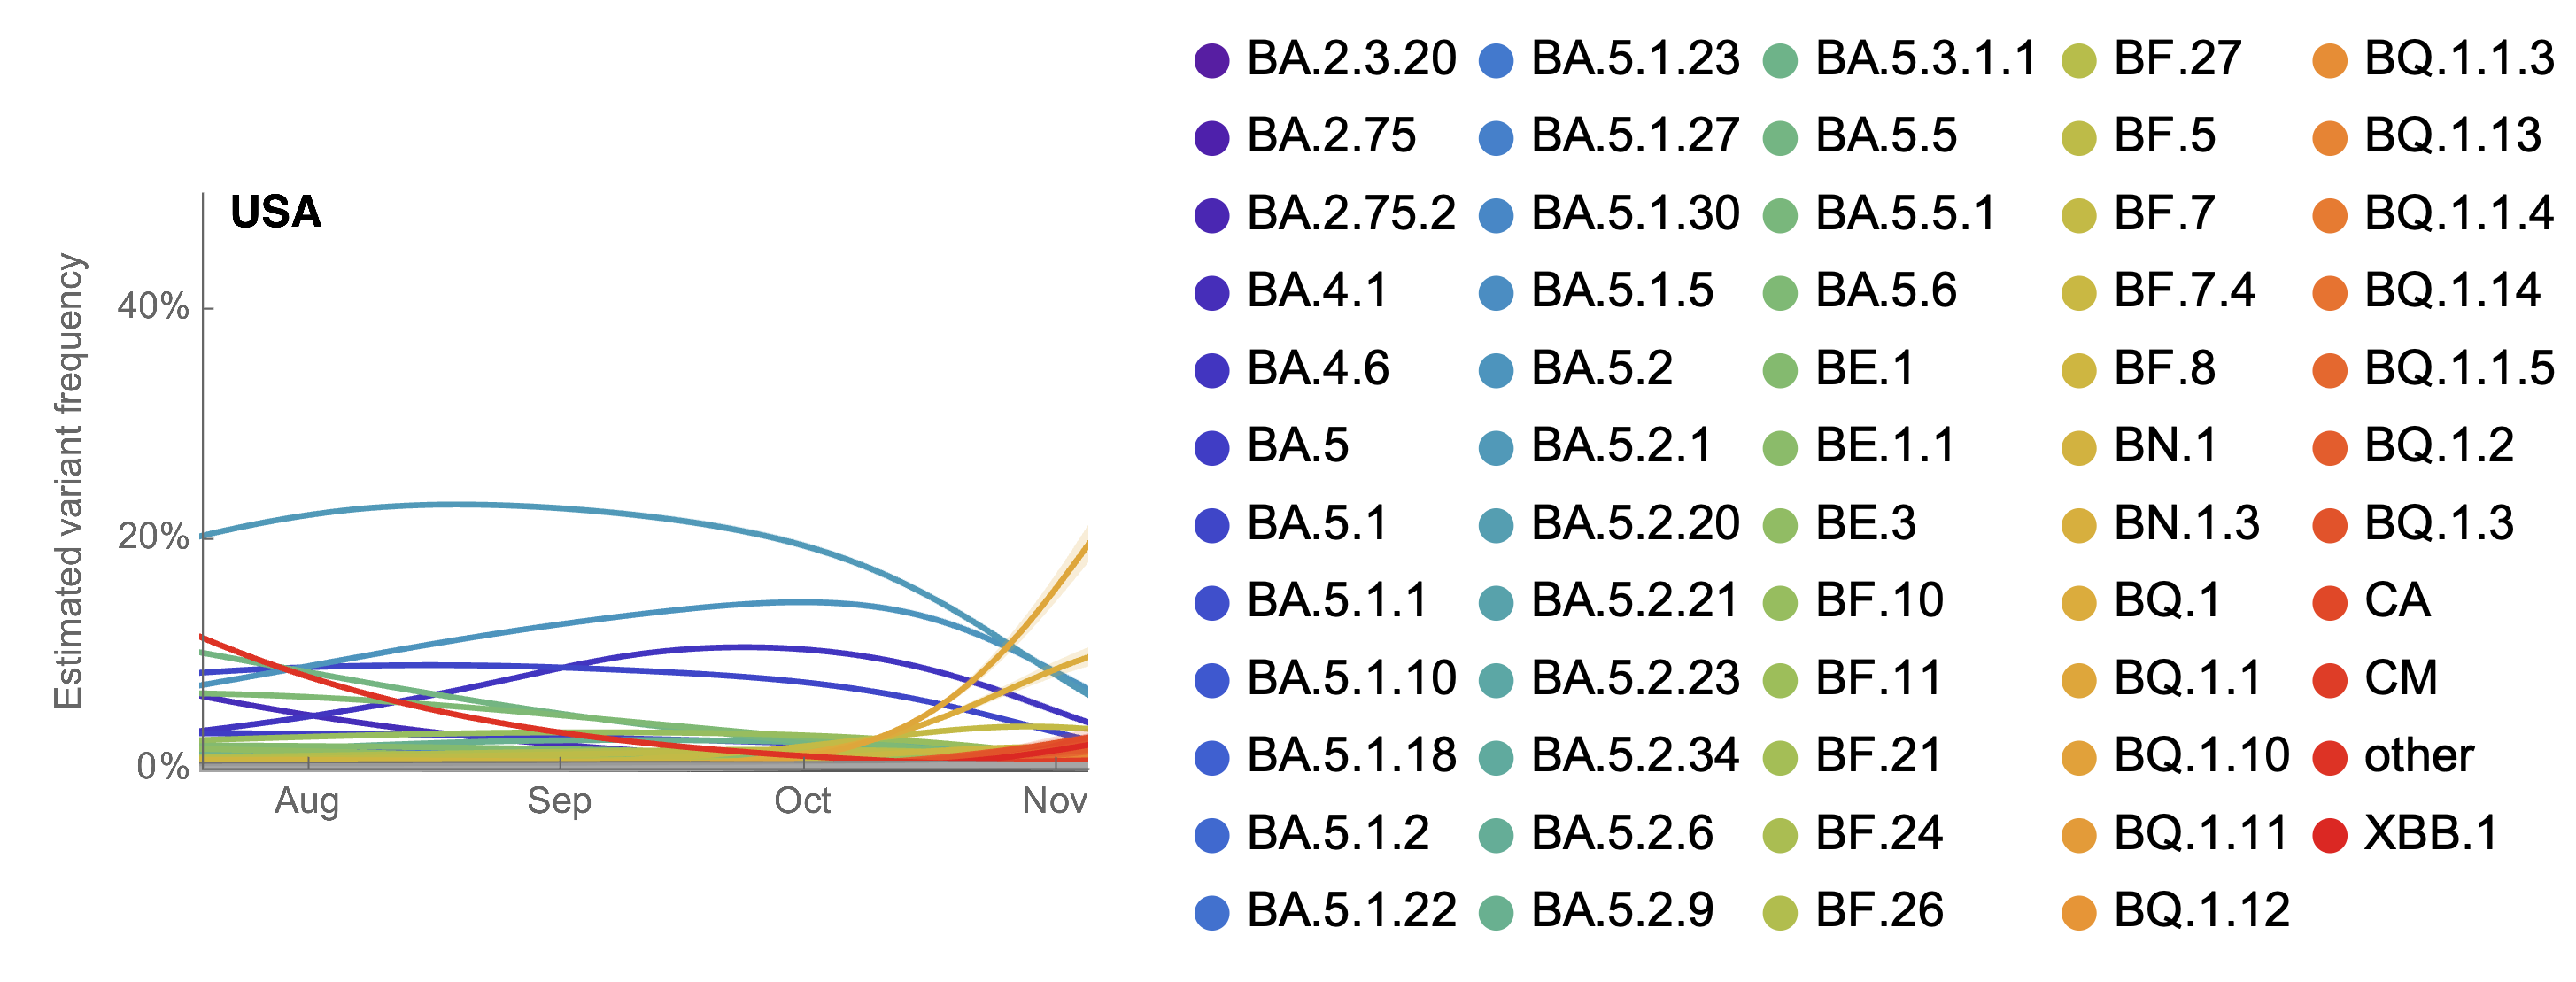 USA
Estimated variant frequency
40%
20%
0%
Aug Sep Oct Nov
BA.2.3.20
BA.2.75
BA.2.75.2
BA.4.1
BA.4.6
BA.5
BA.5.1
BA.5.1.1
BA.5.1.10
BA.5.1.18
BA.5.1.2
BA.5.1.22
BA.5.1.23
BA.5.1.27
BA.5.1.30
BA.5.1.5
BA.5.2
BA.5.2.1
BA.5.2.20
BA.5.2.21
BA.5.2.23
BA.5.2.34
BA.5.2.6
BA.5.2.9
BA.5.3.1.1
BA.5.5
BA.5.5.1
BA.5.6
BE.1
BE.1.1
BE.3
BF.10
BF.11
BF.21
BF.24
BF.26
BF.27
BF.5
BF.7
BF.7.4
BF.8
BN.1
BN.1.3
BQ.1
BQ.1.1
BQ.1.10
BQ.1.11
BQ.1.12
BQ.1.1.3
BQ.1.13
BQ.1.1.4
BQ.1.14
BQ.1.1.5
BQ.1.2
BQ.1.3
CA
CM
other
XBB.1